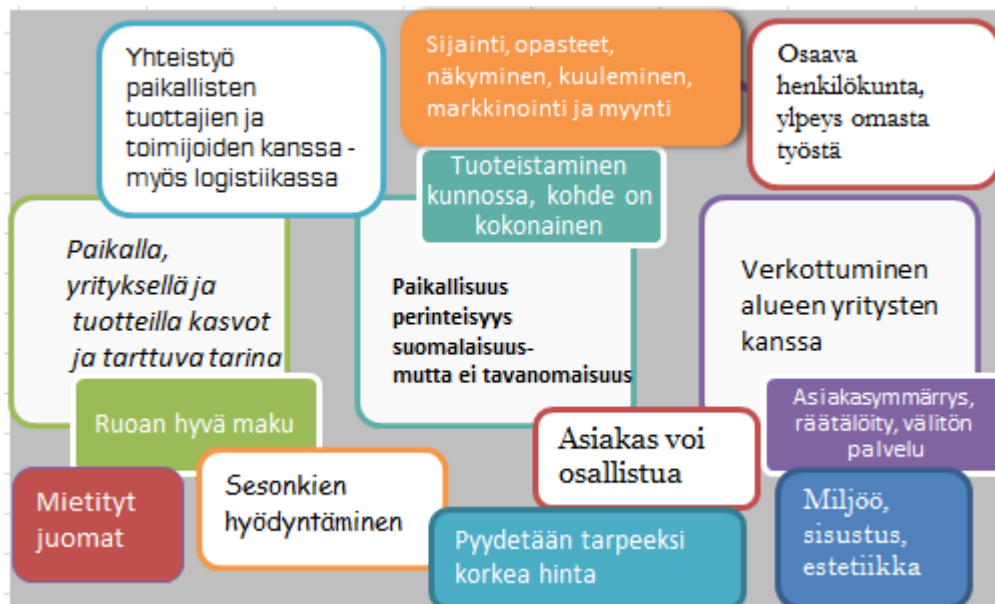 Yhteistyö
paikallisten
tuottajien ja
toimijoiden kanssa -
myös logistiikassa
Sijainti, opasteet,
näkyminen, kuuleminen,
markkinointi ja myynti
Osaava
henkilökunta,
ylpeys omasta
työstä
Tuoteistaminen
kunnossa, kohde on
kokonainen
Paikalla,
yrityksellä ja
tuotteilla kasvot
ja tarttuva tarina
Paikallisuus
perinteisyys
suomalaisuus-
mutta ei tavanomaisuus
Verkottuminen
alueen yritysten
kanssa
Ruoan hyvä maku
Asiakasymmärrys,
räätälöity, välitön
palvelu
Mietityt
juomat
Sesonkien
hyödyntäminen
Asiakas voi
osallistua
Pyydetään tarpeeksi
korkea hinta
Miljöö,
sisustus,
estetiikka